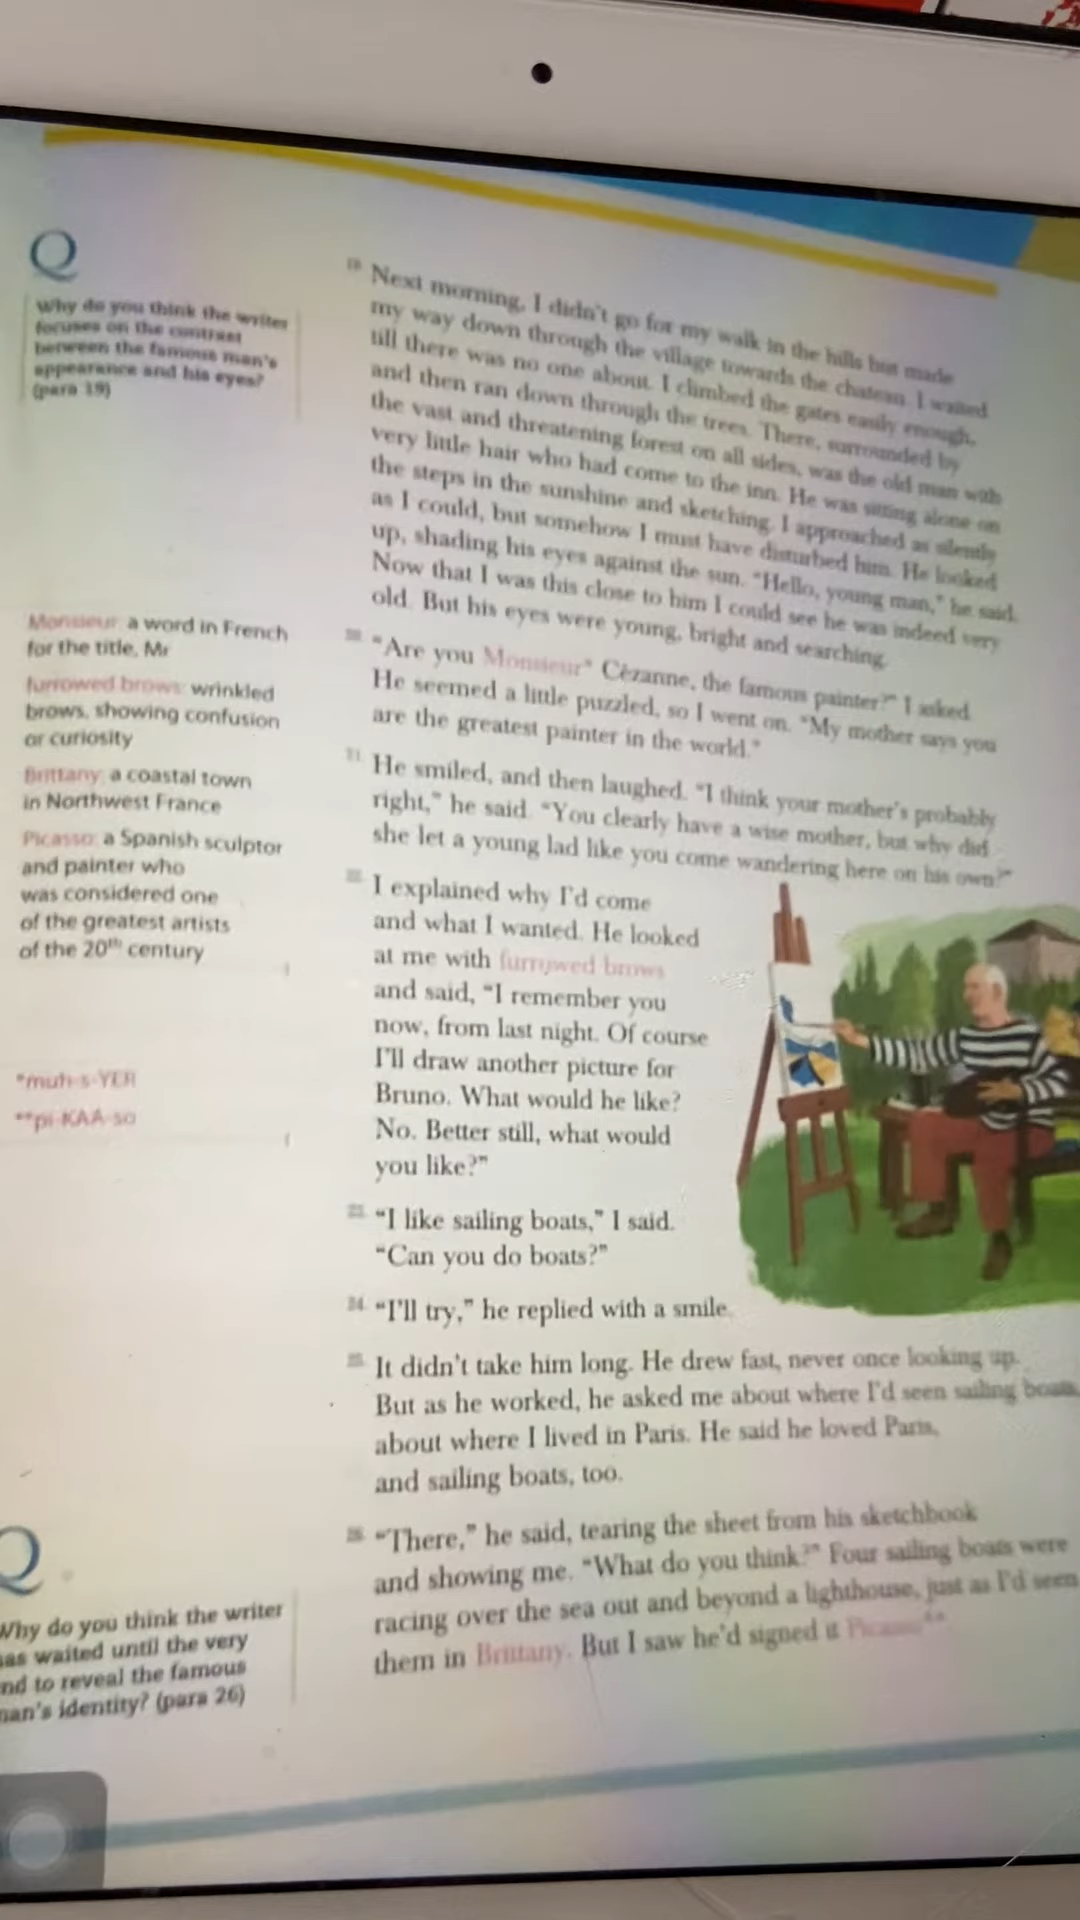 Q
Why do you think the writer
focuses on the contrast
between the famous man's
appearance and his eyes?
(para 19)
Monsieur: a word in French
for the title, Mr
furrowed brows: wrinkled
brows, showing confusion
or curiosity
Brittany: a coastal town
in Northwest France
Picasso: a Spanish sculptor
and painter who
was considered one
of the greatest artists
of the 20th century
*muh-s-YER
**pi-KAA-so
Q
Why do you think the writer
has waited until the very
nd to reveal the famous
man's identity? (para 26)
19 Next morning, I didn't go for my walk in the hills but made
my way down through the village towards the chateau. I waited
till there was no one about. I climbed the gates easily enough,
and then ran down through the trees. There, surrounded by
the vast and threatening forest on all sides, was the old man with
very little hair who had come to the inn. He was sitting alone on
the steps in the sunshine and sketching. I approached as silently
as I could, but somehow I must have disturbed him. He looked
up, shading his eyes against the sun. “Hello, young man,” he said.
Now that I was this close to him I could see he was indeed very
old. But his eyes were young, bright and searching.
20 “Are you Monsieur* Cézanne, the famous painter?” I asked.
He seemed a little puzzled, so I went on. “My mother says you
are the greatest painter in the world.”
21 He smiled, and then laughed. “I think your mother's probably
right,” he said. “You clearly have a wise mother, but why did
she let a young lad like you come wandering here on his own?”
22 I explained why I'd come
and what I wanted. He looked
at me with furrowed brows
and said, “I remember you
now, from last night. Of course
I'll draw another picture for
Bruno. What would he like?
No. Better still, what would
you like?”
23 “I like sailing boats,” I said.
“Can you do boats?”
24 “I'll try,” he replied with a smile.
25 It didn't take him long. He drew fast, never once looking up.
But as he worked, he asked me about where I'd seen sailing boats,
about where I lived in Paris. He said he loved Paris,
and sailing boats, too.
26 “There,” he said, tearing the sheet from his sketchbook
and showing me. “What do you think?” Four sailing boats were
racing over the sea out and beyond a lighthouse, just as I'd seen
them in Brittany. But I saw he'd signed it Picasso**.